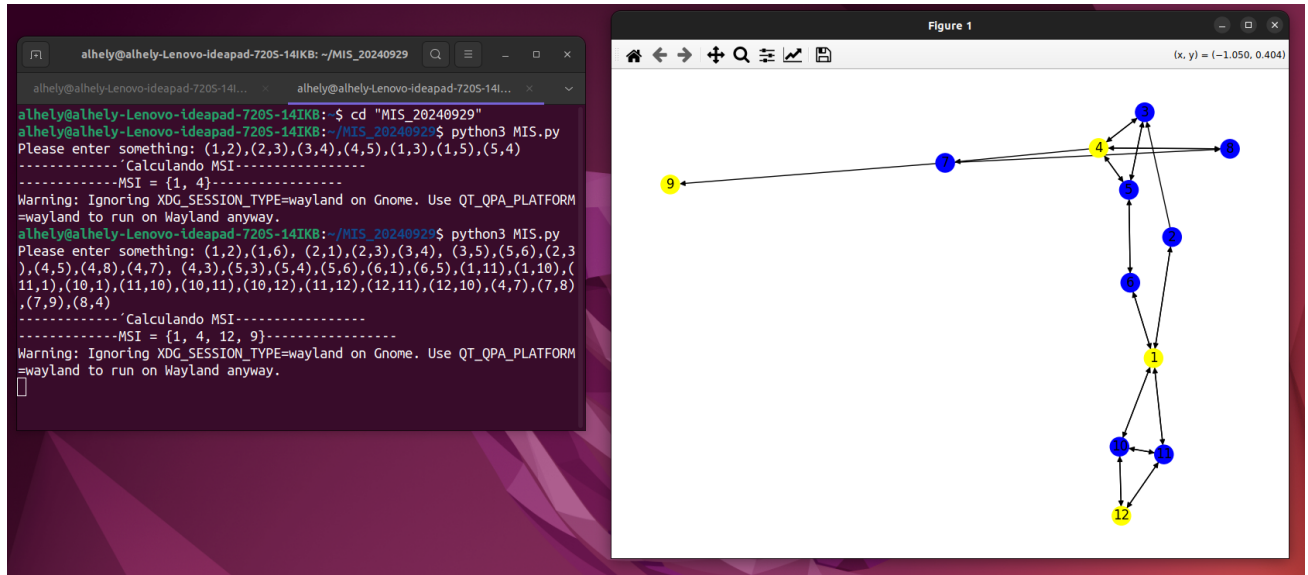 alhely@alhely-Lenovo-ideapad-720S-14IKB: ~/MIS_20240929
alhely@alhely-Lenovo-ideapad-720S-14I...
alhely@alhely-Lenovo-ideapad-720S-14I...
alhely@alhely-Lenovo-ideapad-720S-14IKB:~$ cd "MIS_20240929"
alhely@alhely-Lenovo-ideapad-720S-14IKB:~/MIS_20240929$ python3 MIS.py
Please enter something: (1,2),(2,3),(3,4),(4,5),(1,3),(1,5),(5,4)
-------------´Calculando MSI-----------------
-------------MSI = {1, 4}-----------------
Warning: Ignoring XDG_SESSION_TYPE=wayland on Gnome. Use QT_QPA_PLATFORM
=wayland to run on Wayland anyway.
alhely@alhely-Lenovo-ideapad-720S-14IKB:~/MIS_20240929$ python3 MIS.py
Please enter something: (1,2),(1,6), (2,1),(2,3),(3,4), (3,5),(5,6),(2,3
),(4,5),(4,8),(4,7), (4,3),(5,3),(5,4),(5,6),(6,1),(6,5),(1,11),(1,10),(
11,1),(10,1),(11,10),(10,11),(10,12),(11,12),(12,11),(12,10),(4,7),(7,8)
,(7,9),(8,4)
-------------´Calculando MSI-----------------
-------------MSI = {1, 4, 12, 9}-----------------
Warning: Ignoring XDG_SESSION_TYPE=wayland on Gnome. Use QT_QPA_PLATFORM
=wayland to run on Wayland anyway.
Figure 1
(x, y) = (−1.050, 0.404)
3
4
8
7
9
5
2
6
1
10
11
12